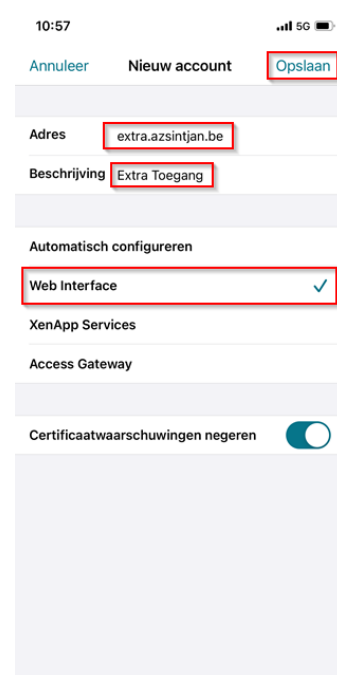 10:57 5G
Annuleer Nieuw account Opslaan
Adres extra.azsintjan.be
Beschrijving Extra Toegang
Automatisch configureren
Web Interface
XenApp Services
Access Gateway
Certificaatwaarschuwingen negeren